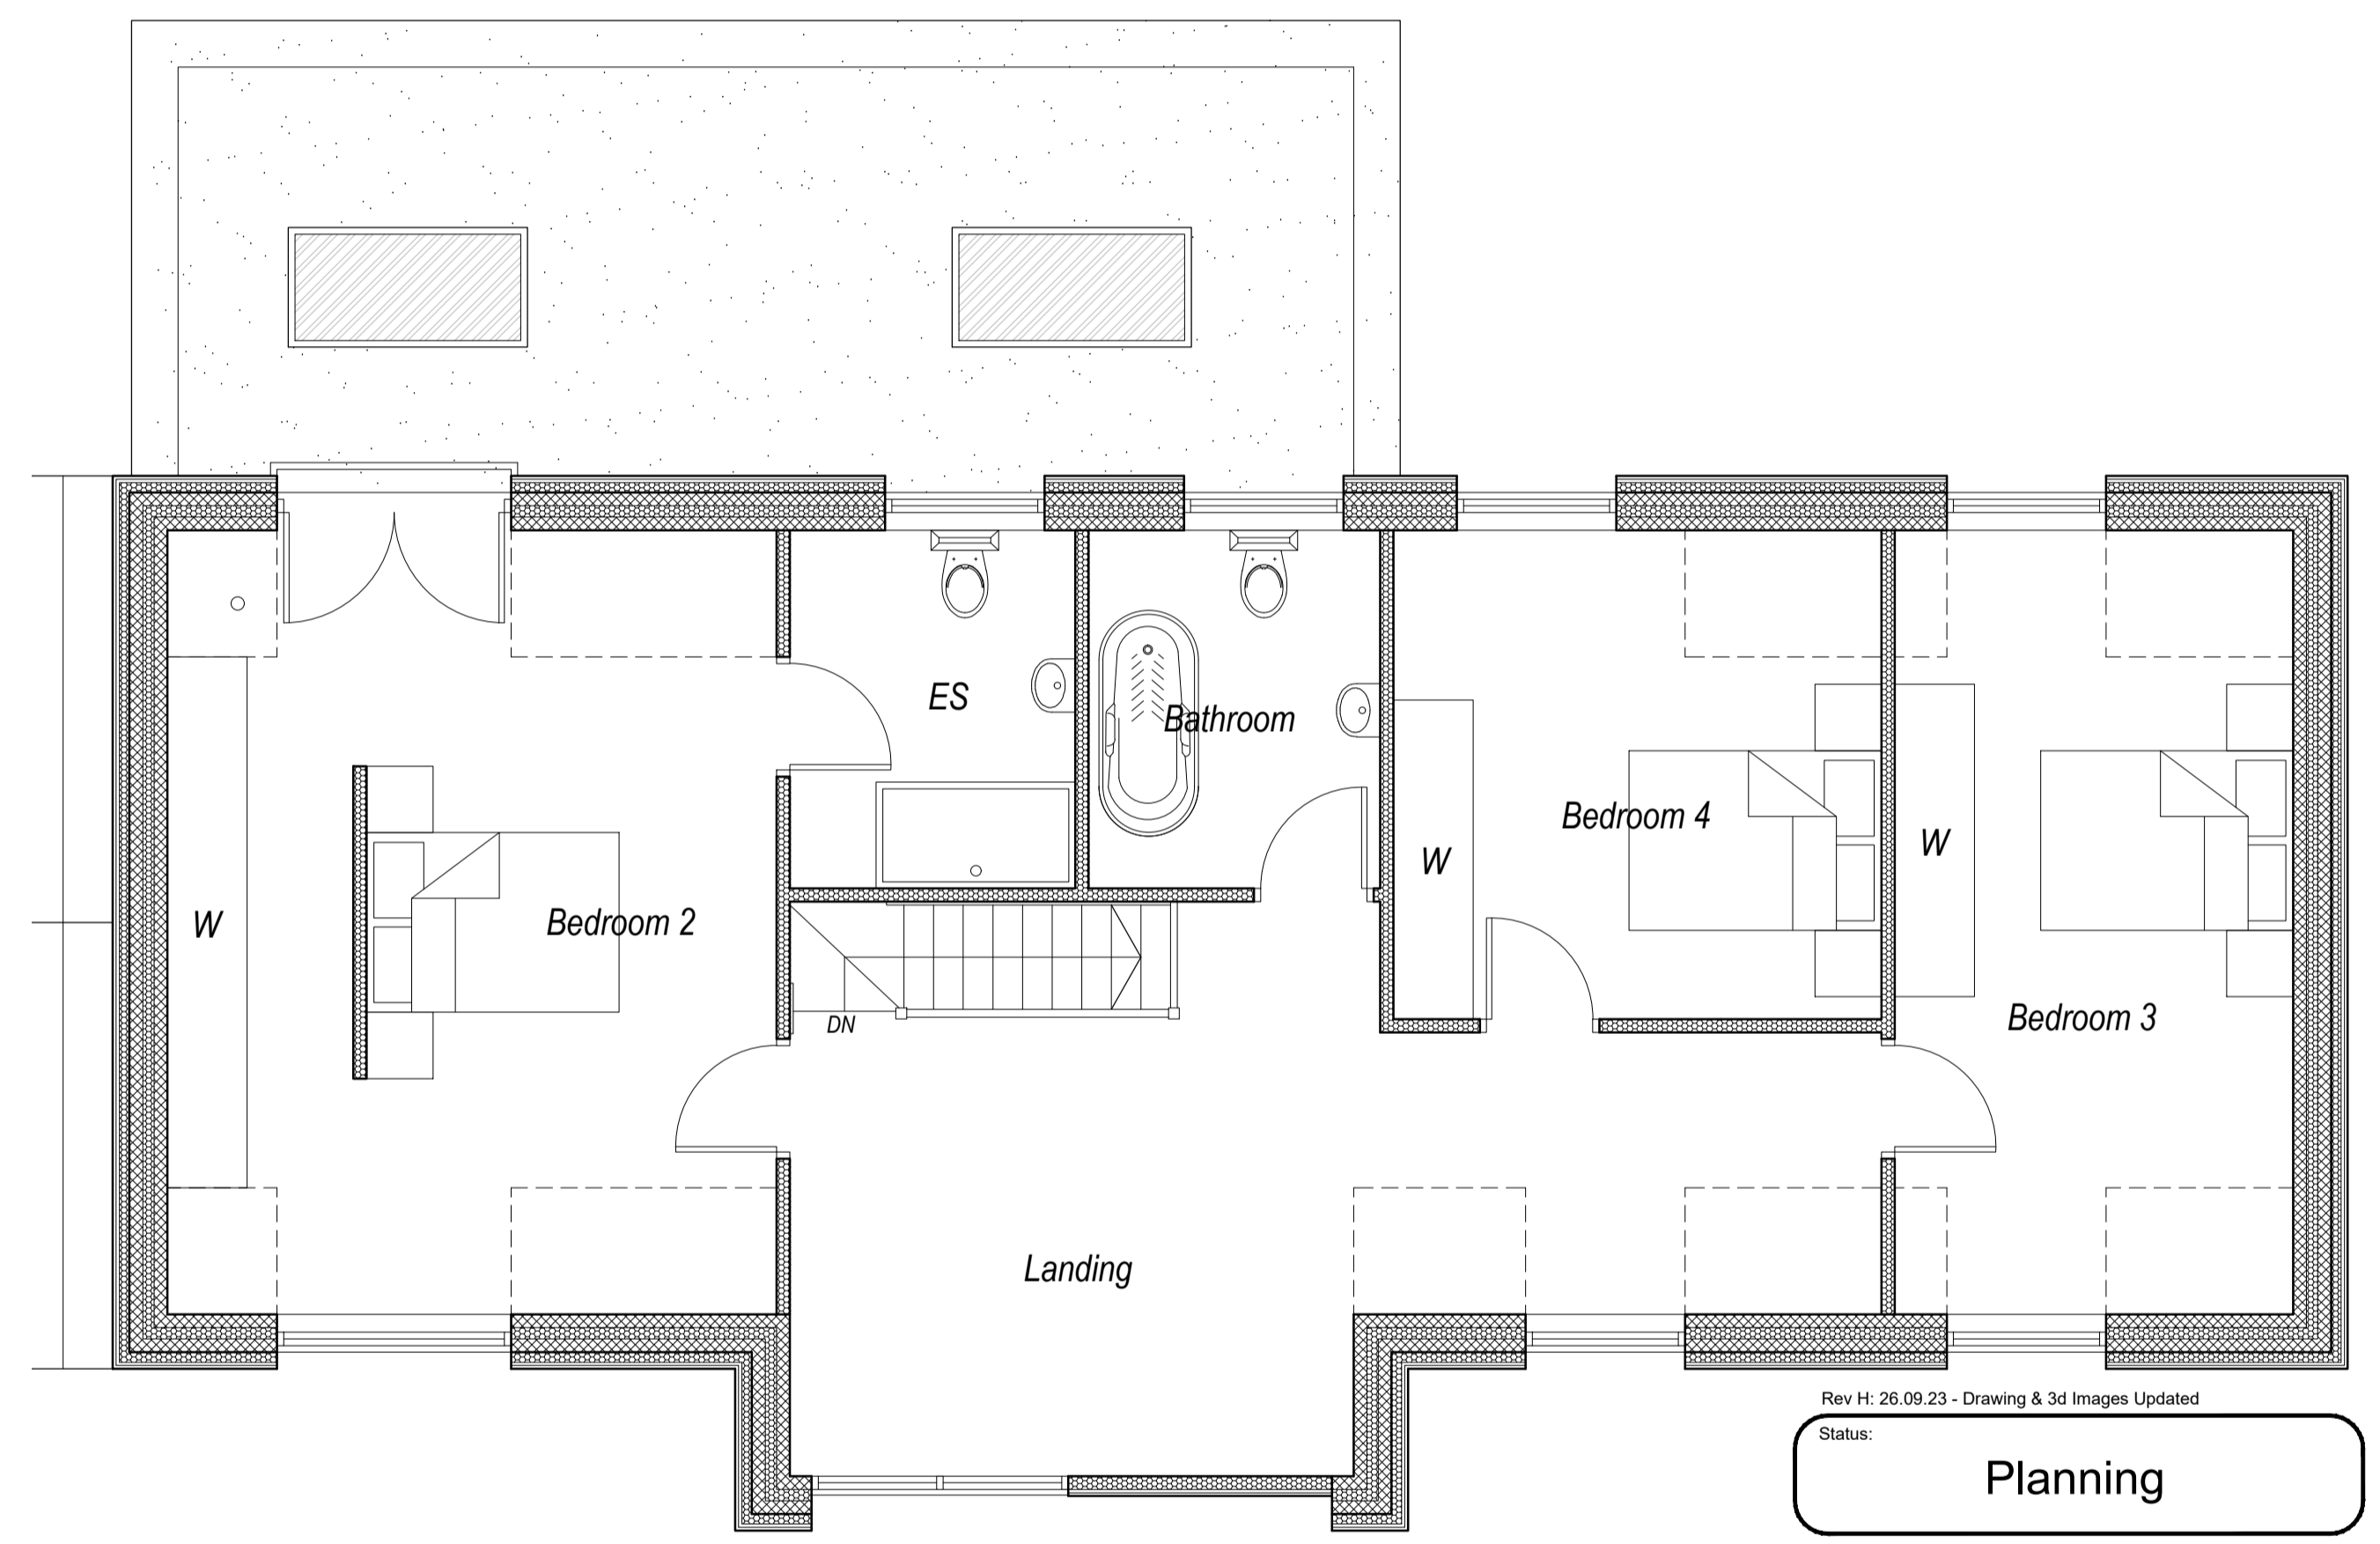 ES
Bathroom
Bedroom 4
W
W
W
Bedroom 2
Bedroom 3
DN
Landing
Rev H: 26.09.23 - Drawing & 3d Images Updated
Status:
Planning